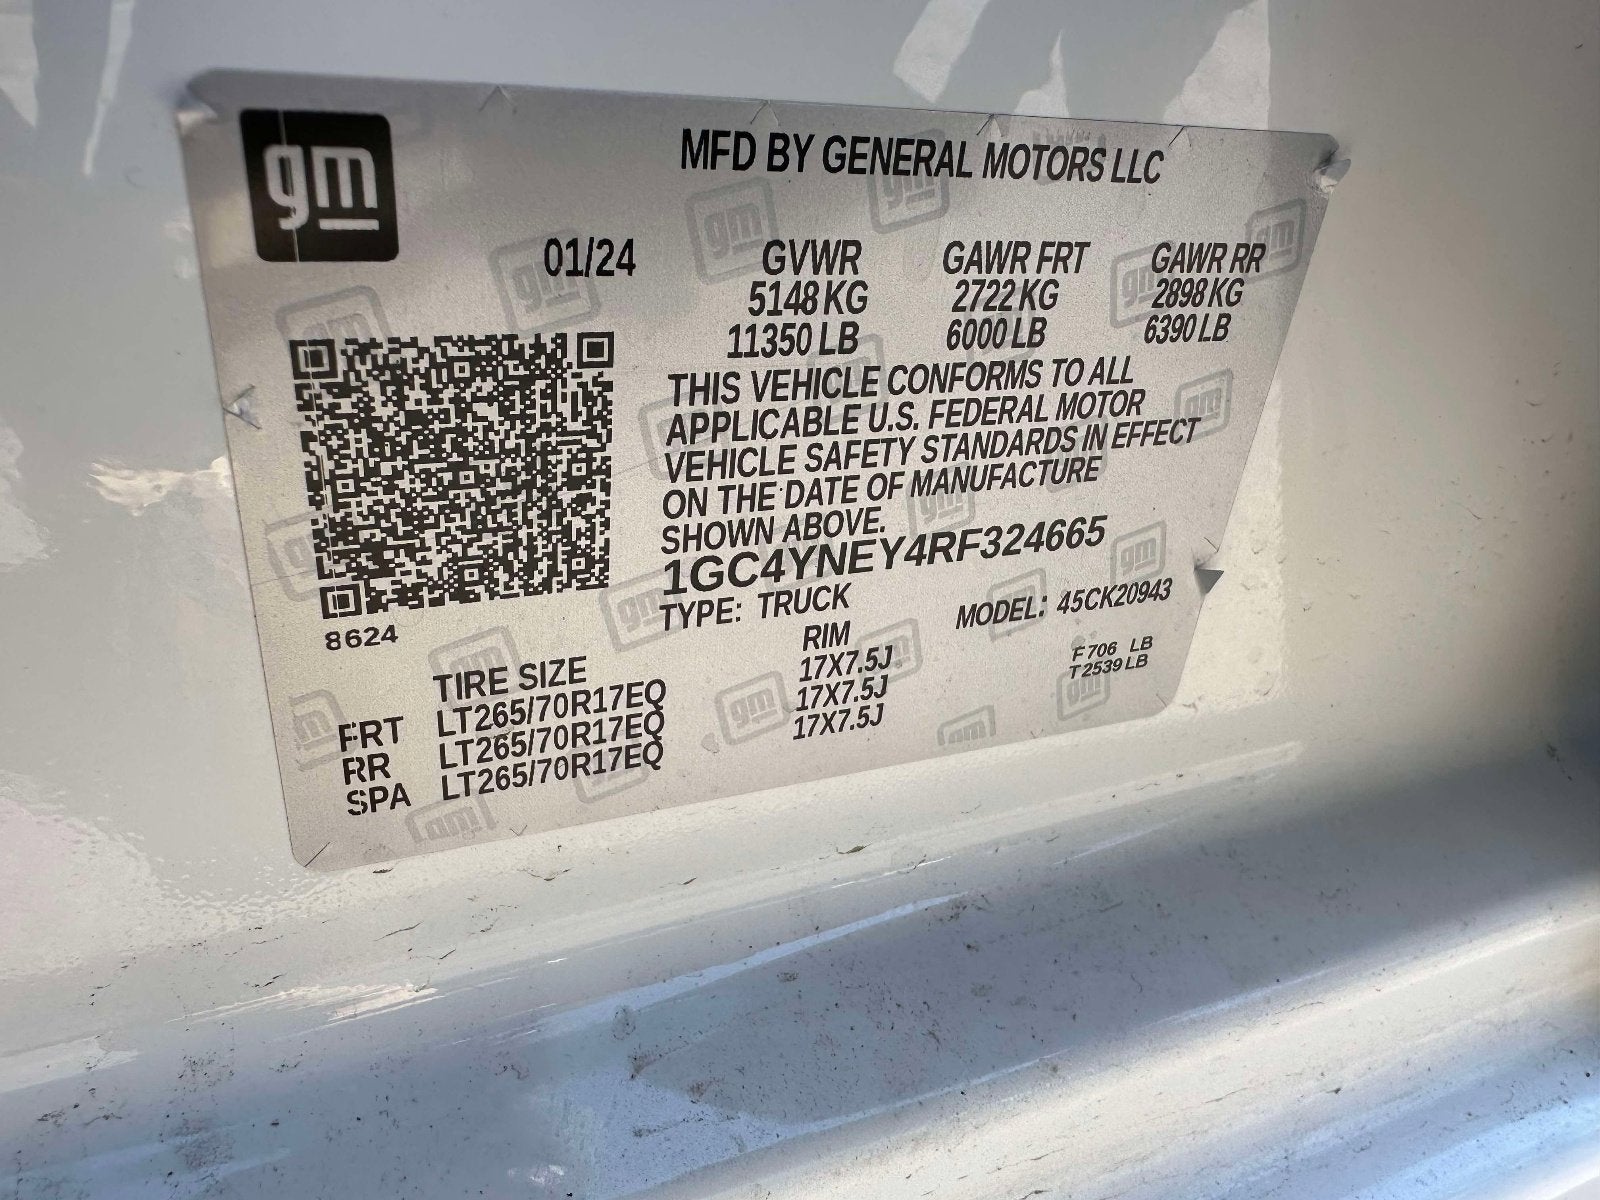 gm
MFD BY GENERAL MOTORS LLC
01/24 GVWR GAWR FRT GAWR RR
5148 KG 2722 KG 2898 KG
11350 LB 6000 LB 6390 LB
THIS VEHICLE CONFORMS TO ALL
APPLICABLE U.S. FEDERAL MOTOR
VEHICLE SAFETY STANDARDS IN EFFECT
ON THE DATE OF MANUFACTURE
SHOWN ABOVE.
1GC4YNEY4RF324665
TYPE: TRUCK MODEL: 45CK20943
8624
TIRE SIZE RIM
FRT LT265/70R17EQ 17X7.5J
RR LT265/70R17EQ 17X7.5J
SPA LT265/70R17EQ 17X7.5J
F 706 LB
T 2539 LB